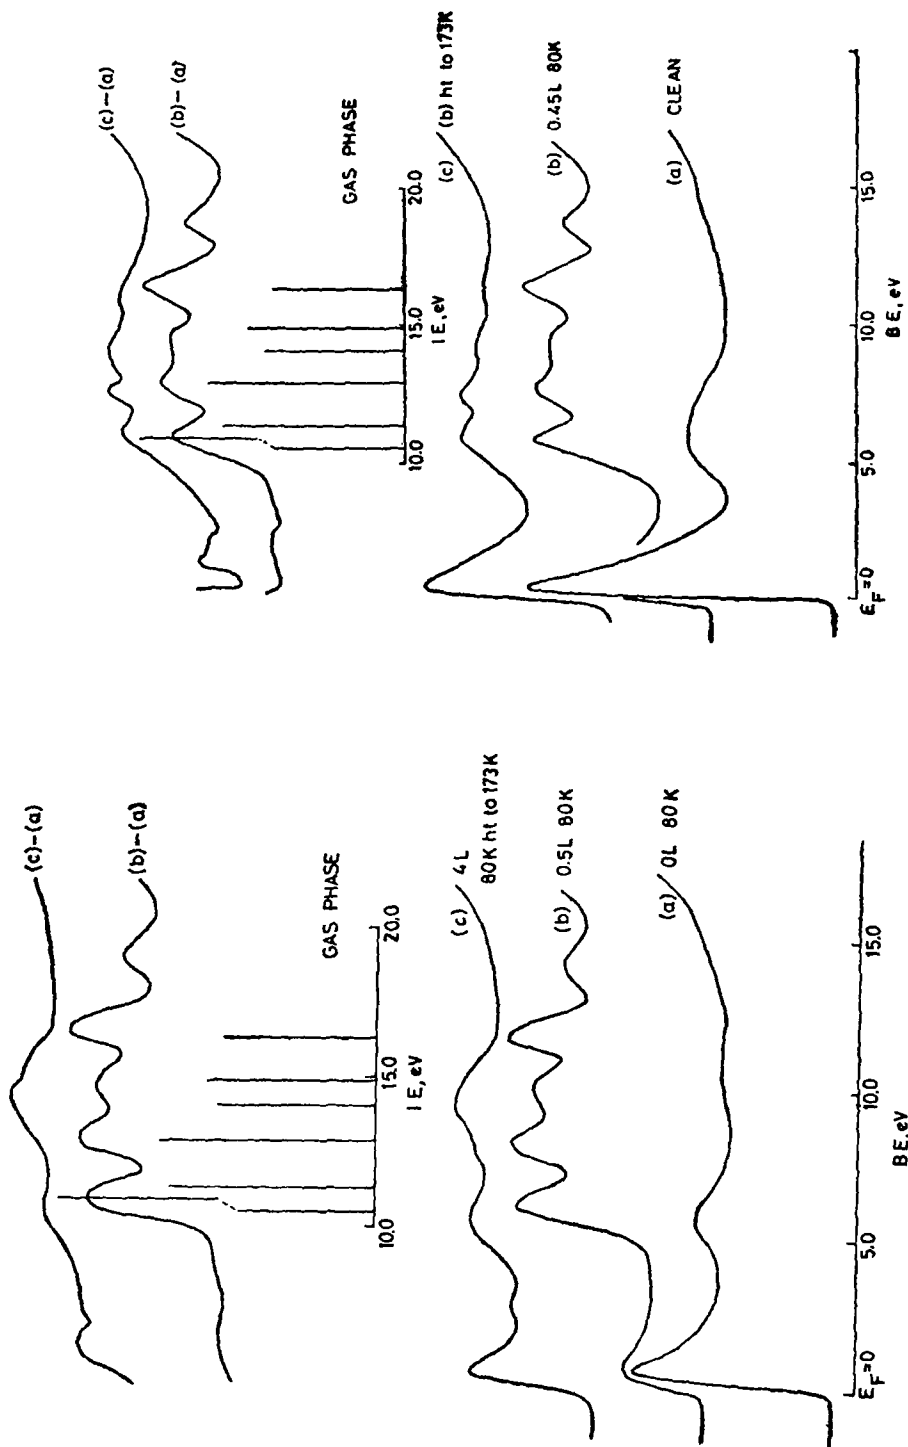 (c)–(a)
(b)–(a)
GAS PHASE
10.0
15.0
20.0
I E, eV
(c) 4L
80K ht to 173K
(b) 0.5L 80K
(a) 0L 80K
E_F=0
5.0
10.0
15.0
BE, eV
(c)–(a)
(b)–(a)
GAS PHASE
10.0
15.0
20.0
I E, eV
(c) (b) ht to 173K
(b) 0.45L 80K
(a) CLEAN
E_F=0
5.0
10.0
15.0
B E, eV